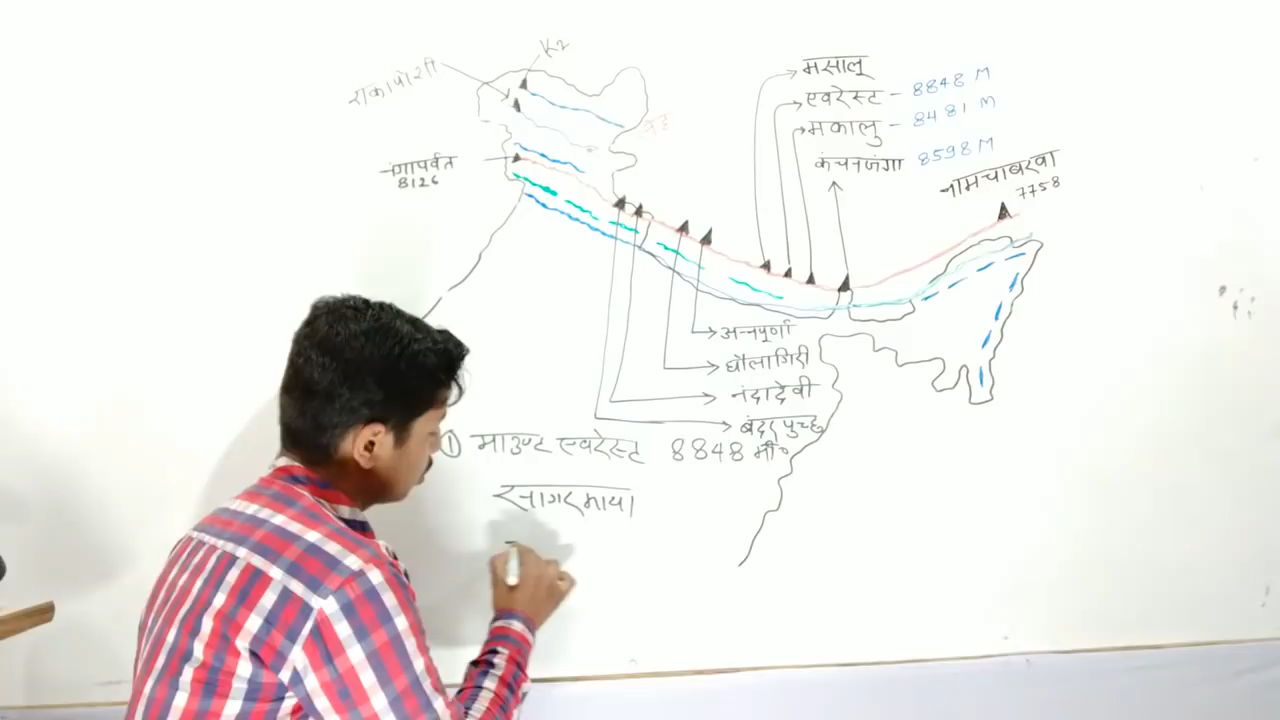 K2
राकापोशी
नंगापर्वत
8126
मसालू
एवरेस्ट - 8848 M
मकालु - 8481 M
कंचनजंगा 8598 M
नामचाबरवा
7758
अन्नपूर्णा
धौलागिरी
नंदादेवी
बंदरपुच्छ
① माउण्ट एवरेस्ट 8848 मी०
सागरमाया